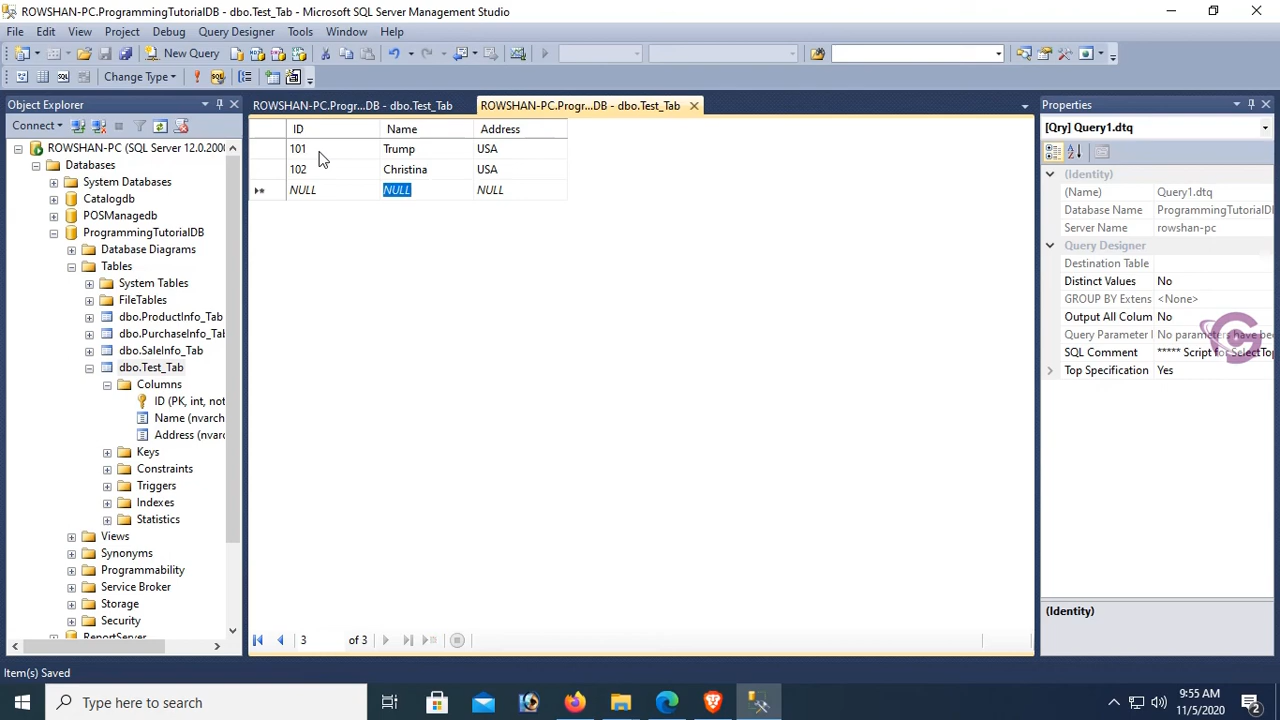 ROWSHAN-PC.ProgrammingTutorialDB - dbo.Test_Tab - Microsoft SQL Server Management Studio
File Edit View Project Debug Query Designer Tools Window Help
New Query
Change Type
Object Explorer
Connect
ROWSHAN-PC (SQL Server 12.0.2000
Databases
System Databases
Catalogdb
POSManagedb
ProgrammingTutorialDB
Database Diagrams
Tables
System Tables
FileTables
dbo.ProductInfo_Tab
dbo.PurchaseInfo_Tab
dbo.SaleInfo_Tab
dbo.Test_Tab
Columns
ID (PK, int, not
Name (nvarch
Address (nvarc
Keys
Constraints
Triggers
Indexes
Statistics
Views
Synonyms
Programmability
Service Broker
Storage
Security
ReportServer
ROWSHAN-PC.Progr...DB - dbo.Test_Tab
ROWSHAN-PC.Progr...DB - dbo.Test_Tab
ID Name Address
101 Trump USA
102 Christina USA
NULL NULL NULL
3 of 3
Properties
[Qry] Query1.dtq
(Identity)
(Name) Query1.dtq
Database Name ProgrammingTutorialD
Server Name rowshan-pc
Query Designer
Destination Table
Distinct Values No
GROUP BY Extens <None>
Output All Colum No
Query Parameter No parameters have bee
SQL Comment ***** Script for SelectTop
Top Specification Yes
(Identity)
Item(s) Saved
Type here to search
9:55 AM
11/5/2020
2